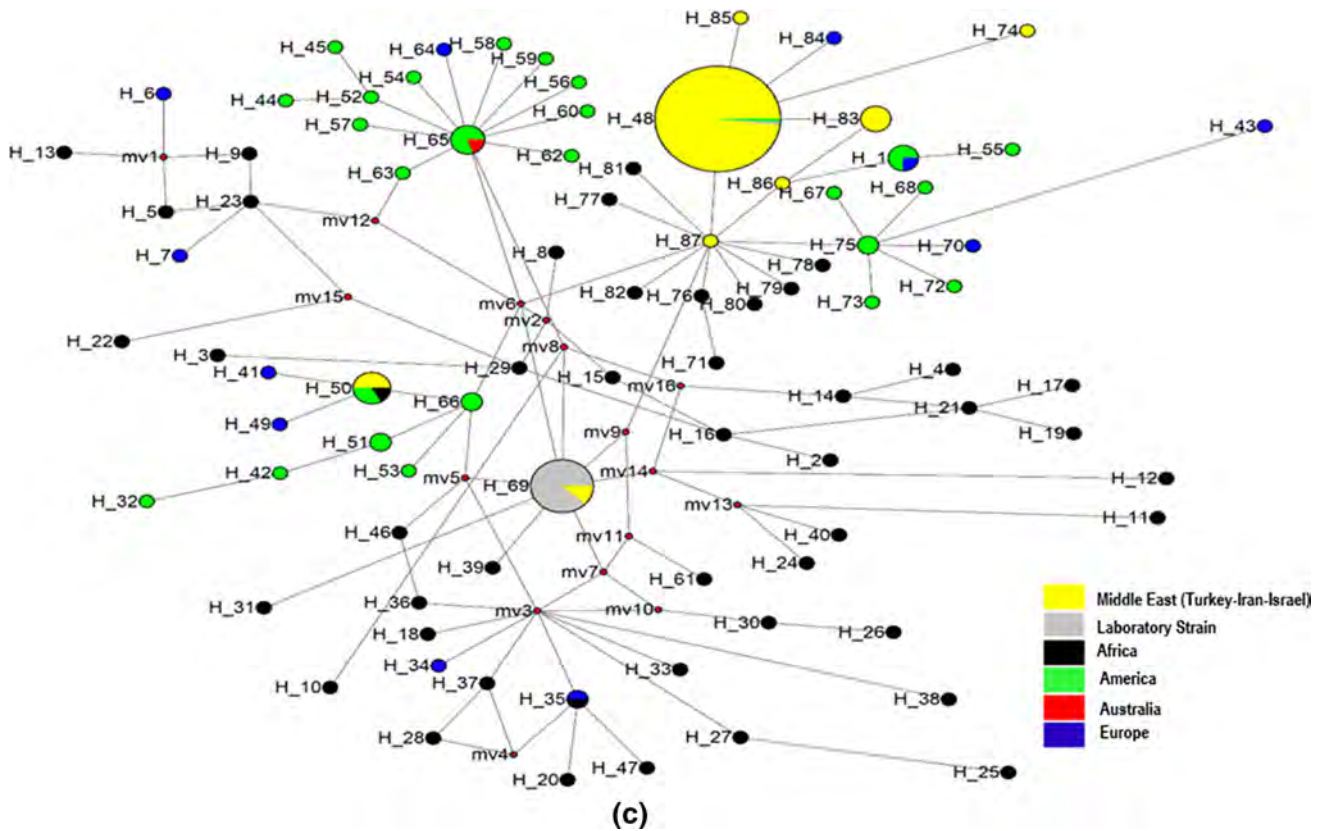 H_85
H_74
H_45
H_64
H_58
H_84
H_59
H_54
H_6
H_56
H_44
H_52
H_60
H_48
H_83
H_57
H_65
H_43
H_13
mv1
H_9
H_62
H_1
H_55
H_63
H_81
H_86
H_67
H_68
H_5
H_23
H_77
mv12
H_7
H_8
H_87
H_75
H_70
H_78
mv15
mv6
H_82
H_76
H_79
H_80
H_72
H_73
mv2
H_22
H_3
mv8
H_29
H_15
H_71
H_41
H_50
mv16
H_4
H_66
H_14
H_17
H_49
H_21
H_51
mv9
H_16
H_19
H_42
H_53
mv5
H_69
mv14
H_2
H_12
H_32
mv13
H_11
H_46
mv11
H_40
H_39
H_24
mv7
H_61
H_31
H_36
mv3
mv10
H_30
H_18
H_26
H_34
H_33
H_10
H_37
H_35
H_38
H_28
mv4
H_27
H_20
H_47
H_25
Middle East (Turkey-Iran-Israel)
Laboratory Strain
Africa
America
Australia
Europe
(c)